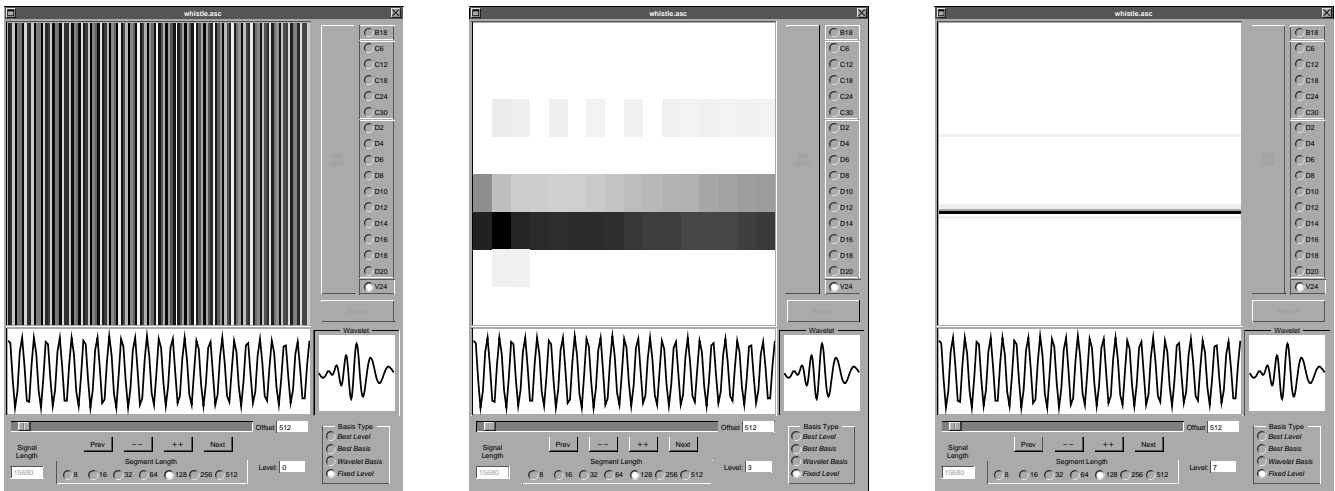 whistle.asc
B18
C6
C12
C18
C24
C30
D2
D4
D6
D8
D10
D12
D14
D16
D18
D20
V24
Wavelet
Offset 512
Prev -- ++ Next
Signal Length
15680
Segment Length
8 16 32 64 128 256 512
Level: 0
Basis Type
Best Level
Best Basis
Wavelet Basis
Fixed Level
whistle.asc
B18
C6
C12
C18
C24
C30
D2
D4
D6
D8
D10
D12
D14
D16
D18
D20
V24
Wavelet
Offset 512
Prev -- ++ Next
Signal Length
15680
Segment Length
8 16 32 64 128 256 512
Level: 3
Basis Type
Best Level
Best Basis
Wavelet Basis
Fixed Level
whistle.asc
B18
C6
C12
C18
C24
C30
D2
D4
D6
D8
D10
D12
D14
D16
D18
D20
V24
Wavelet
Offset 512
Prev -- ++ Next
Signal Length
15680
Segment Length
8 16 32 64 128 256 512
Level: 7
Basis Type
Best Level
Best Basis
Wavelet Basis
Fixed Level